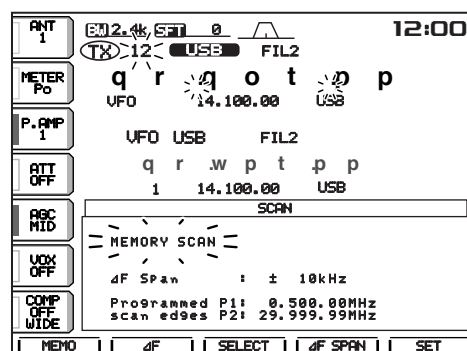 ANT 1
BW 2.4k SFT 0
12:00
TX 12 USB FIL2
METER Po
q r .q q o t .p p
VFO 14.100.00 USB
P.AMP 1
VFO USB FIL2
ATT OFF
q r .w p t .p p
1 14.100.00 USB
SCAN
AGC MID
MEMORY SCAN
VOX OFF
⊿F Span : ± 10kHz
COMP OFF WIDE
Programmed P1: 0.500.00MHz
scan edges P2: 29.999.99MHz
MEMO ⊿F SELECT ⊿F SPAN SET